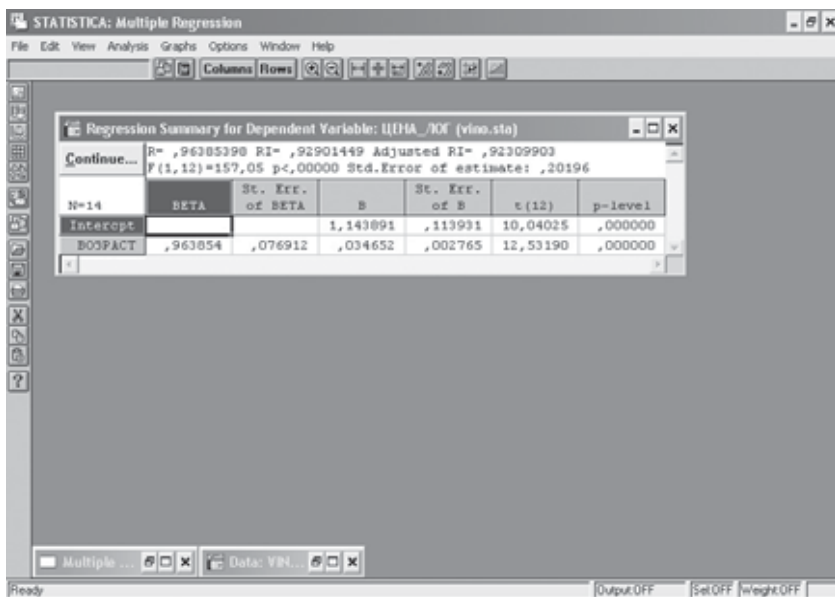 STATISTICA: Multiple Regression
File Edit View Analysis Graphs Options Window Help
Columns Rows
Regression Summary for Dependent Variable: ЦЕНА_ЛОГ (vino.sta)
Continue... R= ,96385398 RI= ,92901449 Adjusted RI= ,92309903
F(1,12)=157,05 p<,00000 Std.Error of estimate: ,20196
N=14 BETA St. Err. of BETA B St. Err. of B t(12) p-level
Intercpt 1,143891 ,113931 10,04025 ,000000
ВОЗРАСТ ,963854 ,076912 ,034652 ,002765 12,53190 ,000000
Multiple ... Data: VIN...
Ready Output:OFF Sel:OFF Weight:OFF